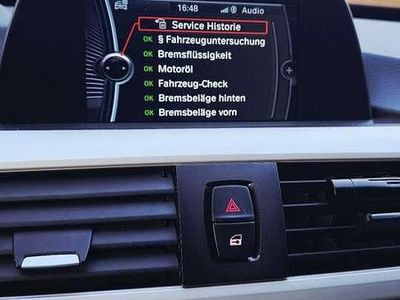 16:48
Audio
Service Historie
OK § Fahrzeuguntersuchung
OK Bremsflüssigkeit
OK Motoröl
OK Fahrzeug-Check
OK Bremsbeläge hinten
OK Bremsbeläge vorn